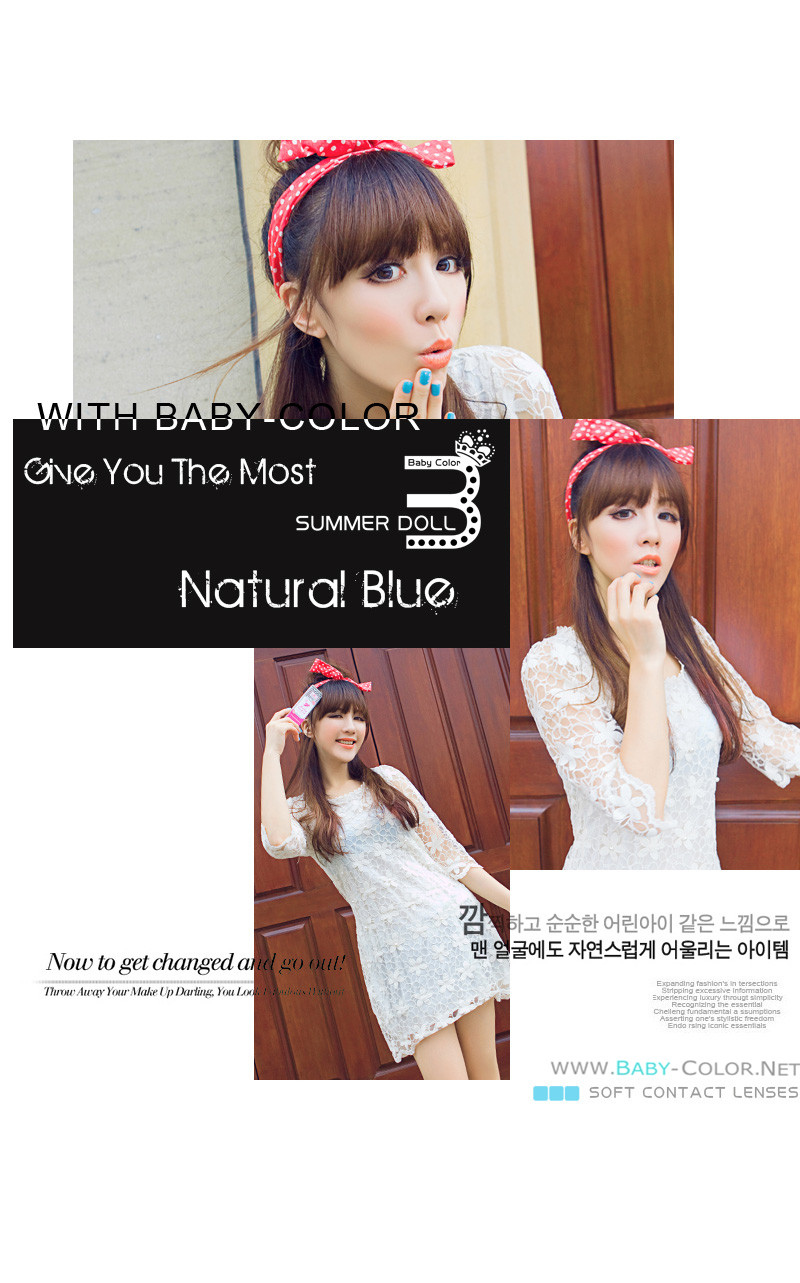 WITH BABY-COLOR
Give You The Most
Baby Color
3
SUMMER DOLL
Natural Blue
깜찍하고 순순한 어린아이 같은 느낌으로
맨 얼굴에도 자연스럽게 어울리는 아이템
Now to get changed and go out!
Throw Away Your Make Up Darling, You Look Fabulous Without
Expanding fashion's in tersections
Stripping excessive information
Experiencing luxury througt simplicity
Recognizing the essential
Chelleng fundamental a ssumptions
Asserting one's stylistic freedom
Endo rsing iconic essentials
WWW.BABY-COLOR.NET
SOFT CONTACT LENSES